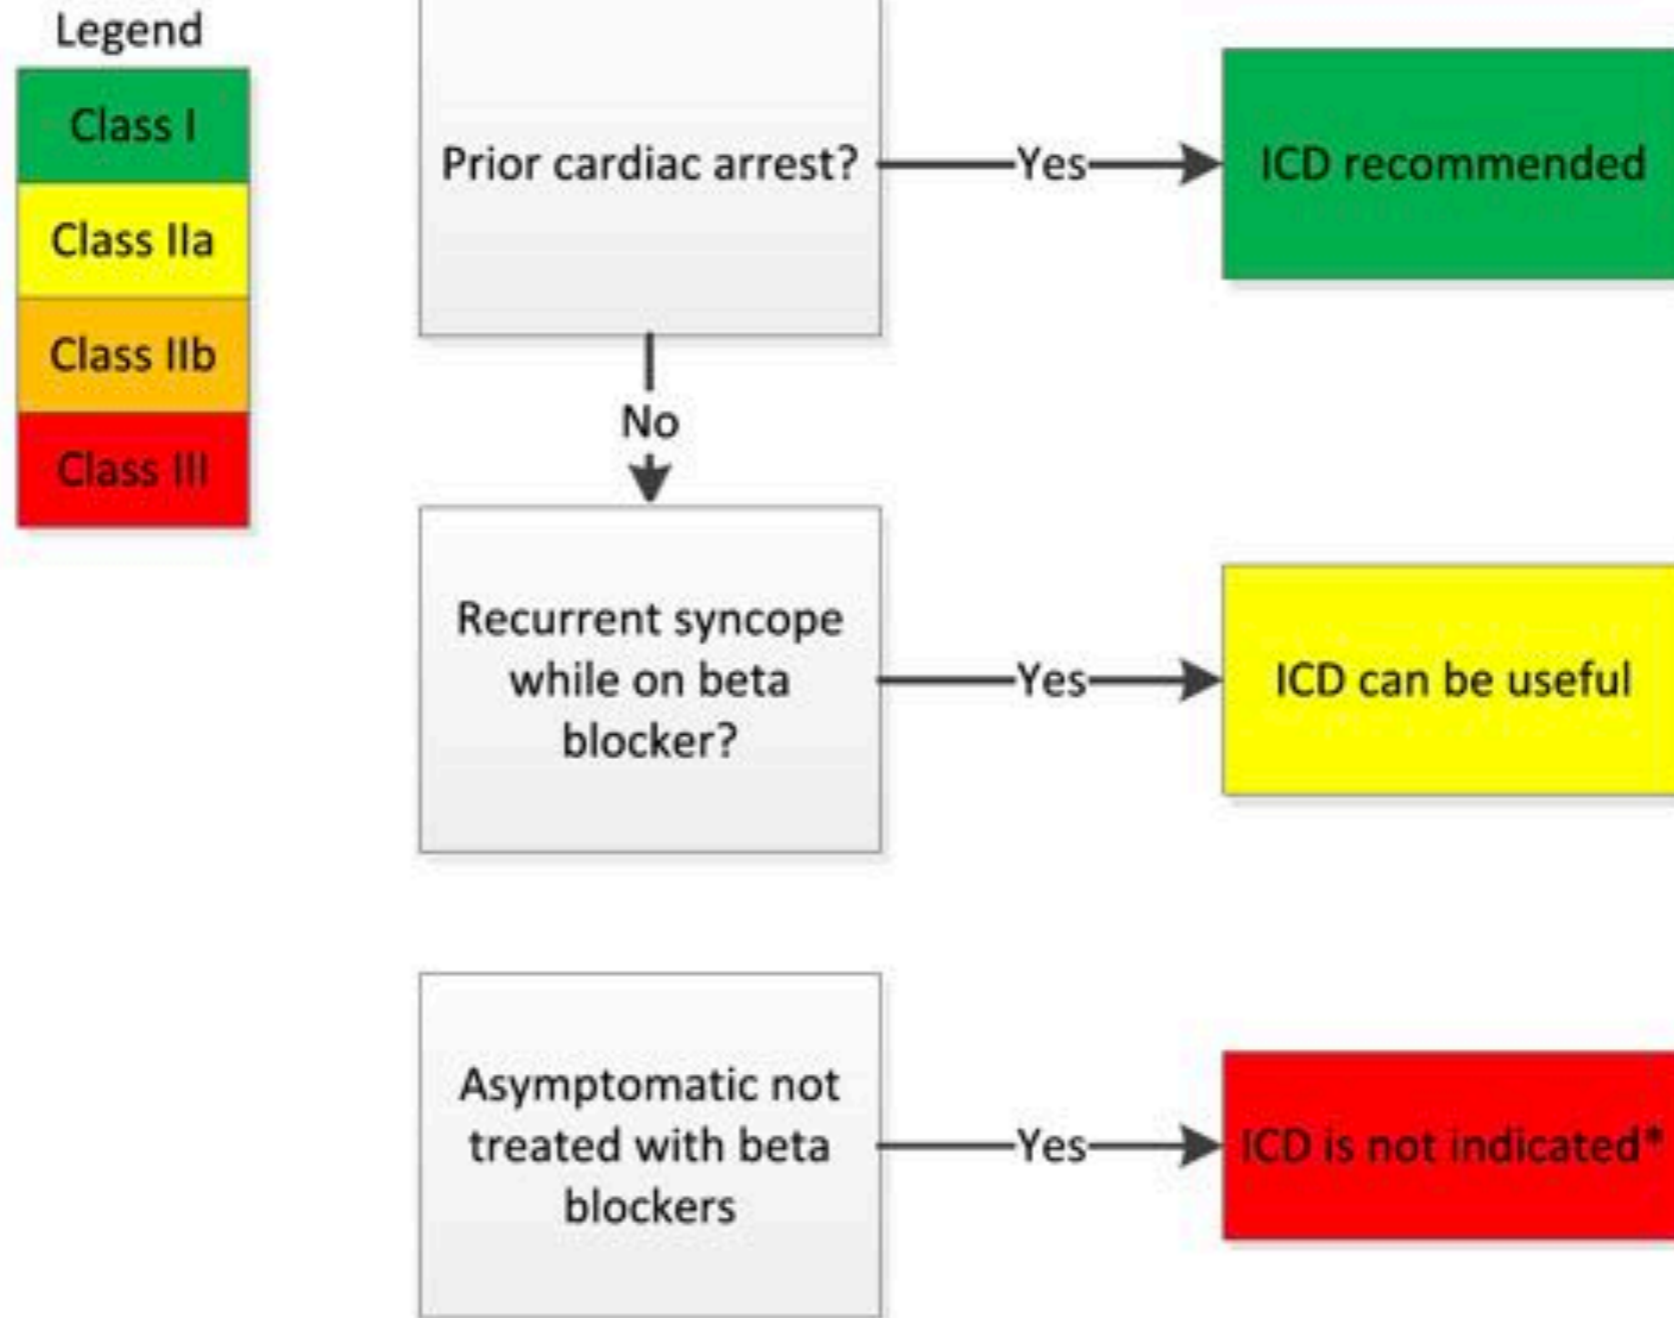 Legend
Class I
Class IIa
Class IIb
Class III
Prior cardiac arrest?
Yes
ICD recommended
No
Recurrent syncope
while on beta
blocker?
Yes
ICD can be useful
Asymptomatic not
treated with beta
blockers
Yes
ICD is not indicated*